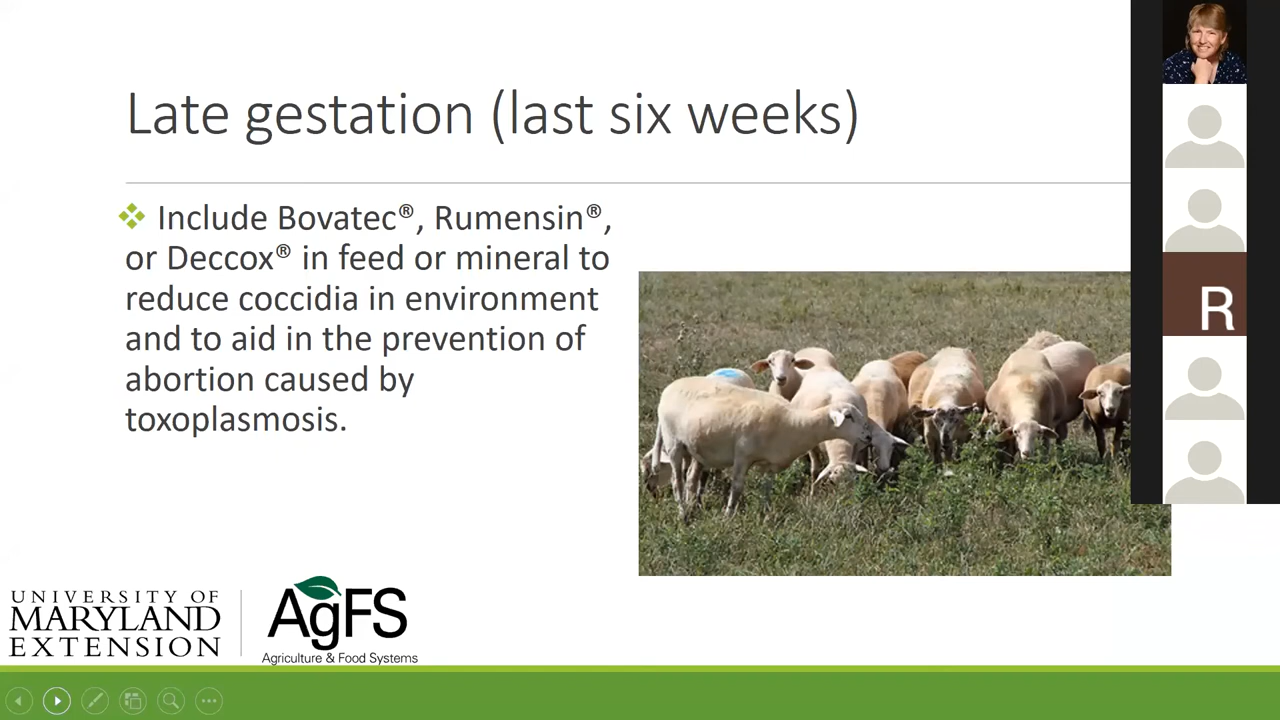 Late gestation (last six weeks)
Include Bovatec®, Rumensin®,
or Deccox® in feed or mineral to
reduce coccidia in environment
and to aid in the prevention of
abortion caused by
toxoplasmosis.
R
UNIVERSITY OF
MARYLAND
EXTENSION
AgFS
Agriculture & Food Systems